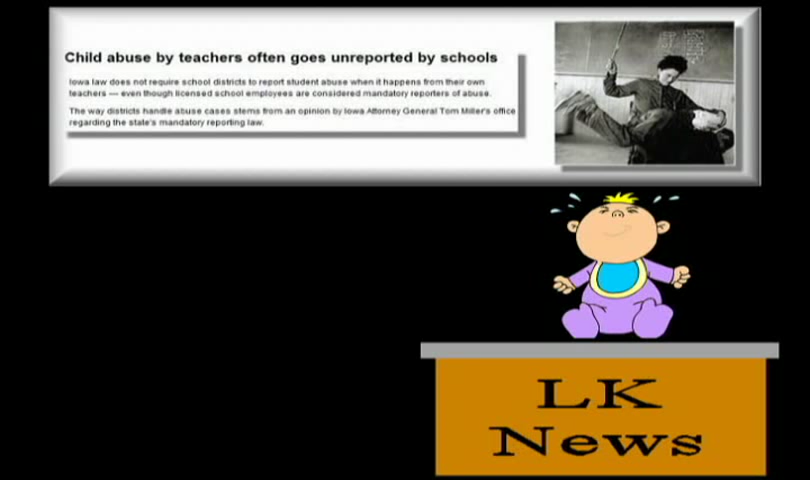 Child abuse by teachers often goes unreported by schools
Iowa law does not require school districts to report student abuse when it happens from their own
teachers — even though licensed school employees are considered mandatory reporters of abuse.
The way districts handle abuse cases stems from an opinion by Iowa Attorney General Tom Miller's office
regarding the state's mandatory reporting law.
LK
News